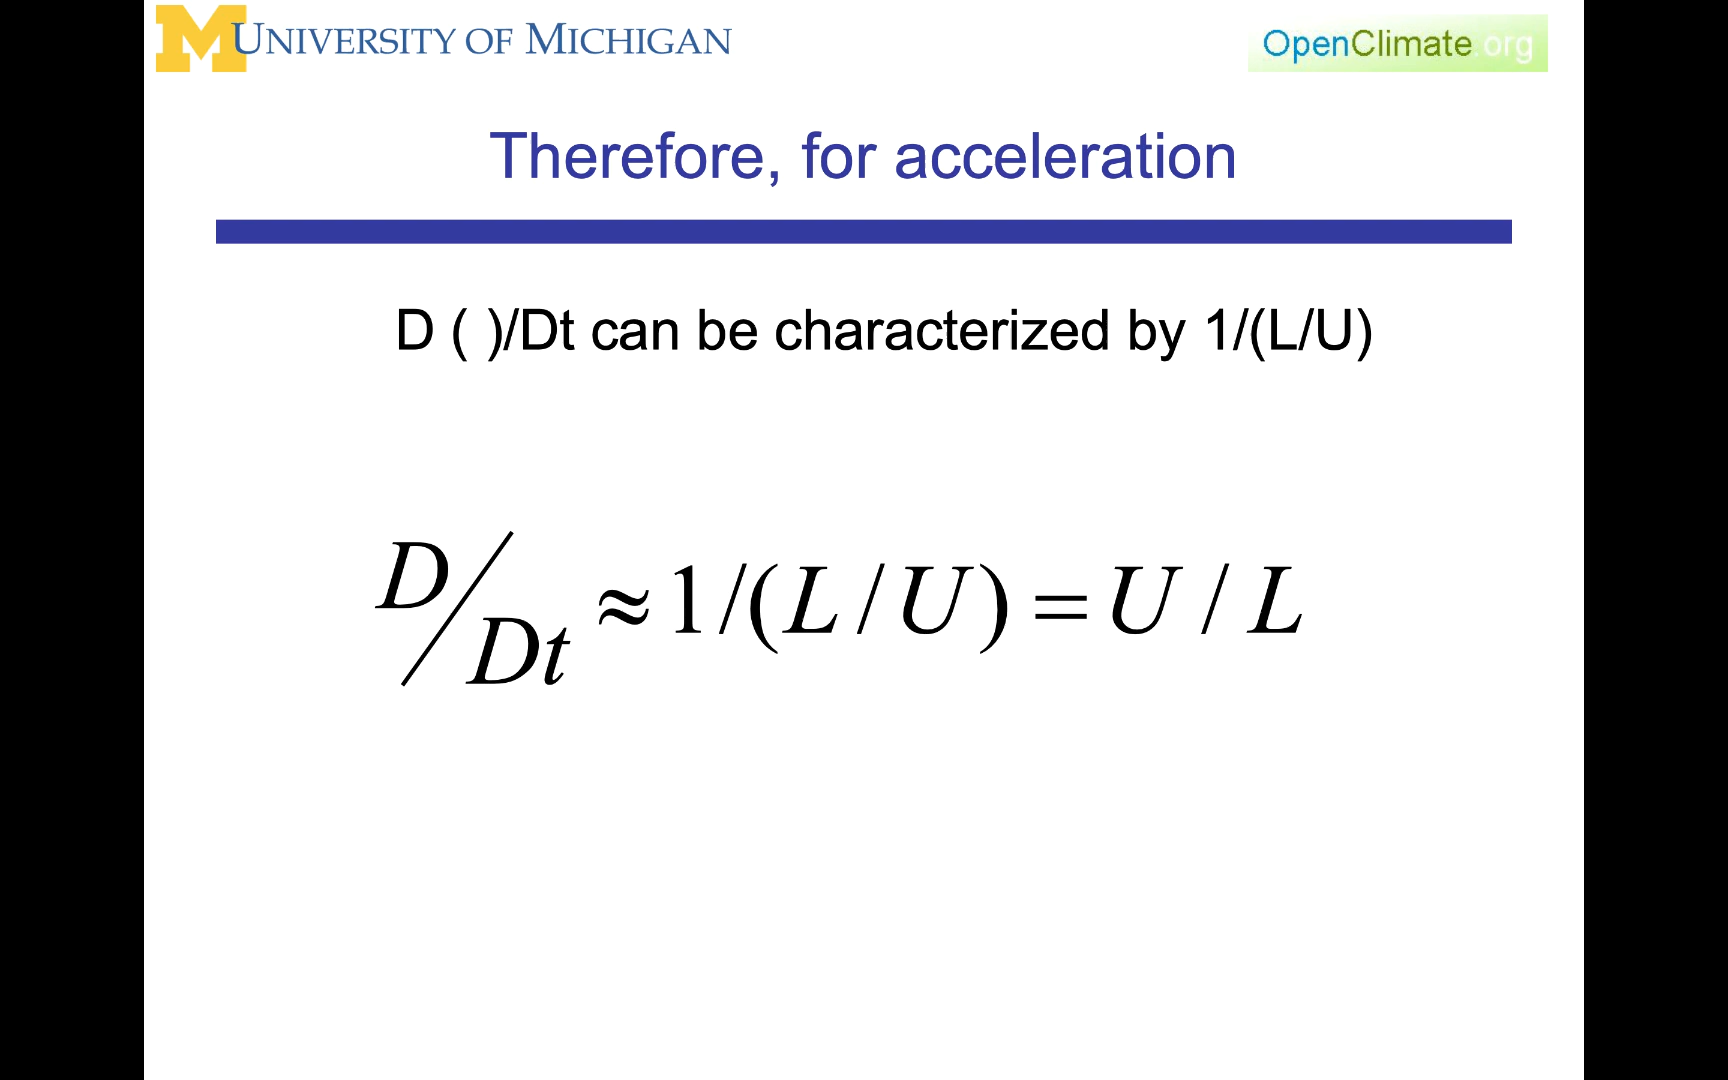 M UNIVERSITY OF MICHIGAN
OpenClimate.org
Therefore, for acceleration
D ( )/Dt can be characterized by 1/(L/U)
D/Dt ≈ 1/(L/U) = U/L